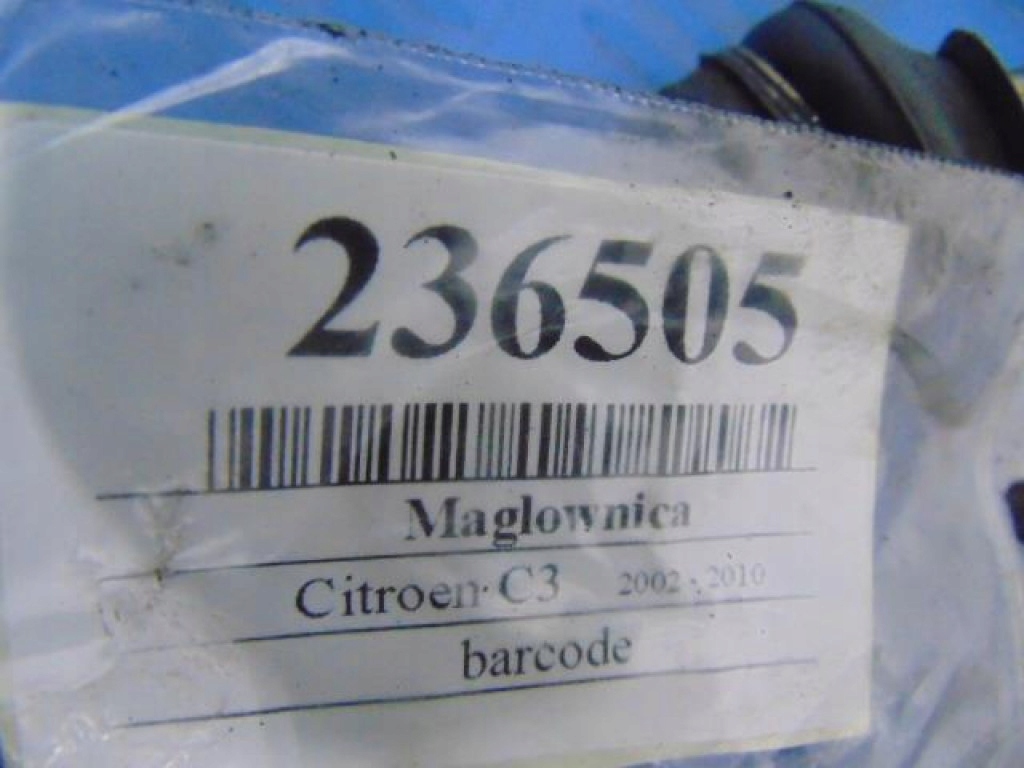 236505
Maglownica
Citroen C3 2002 - 2010
barcode